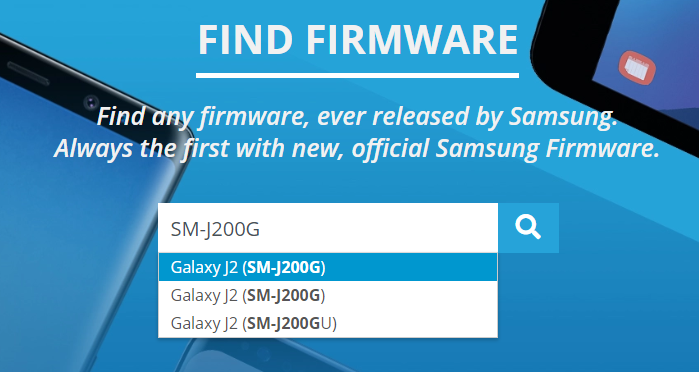 FIND FIRMWARE
Find any firmware, ever released by Samsung.
Always the first with new, official Samsung Firmware.
SM-J200G
Galaxy J2 (SM-J200G)
Galaxy J2 (SM-J200G)
Galaxy J2 (SM-J200GU)